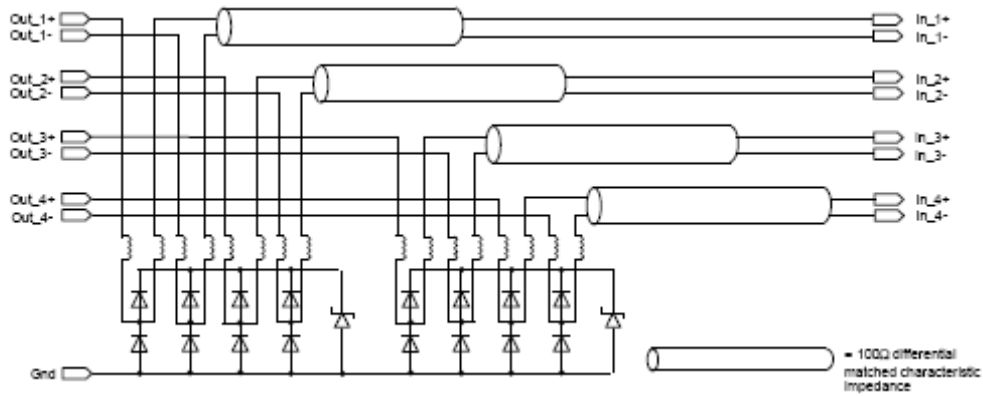 Out_1+
Out_1-
Out_2+
Out_2-
Out_3+
Out_3-
Out_4+
Out_4-
Gnd
In_1+
In_1-
In_2+
In_2-
In_3+
In_3-
In_4+
In_4-
= 100Ω differential
matched characteristic
impedance